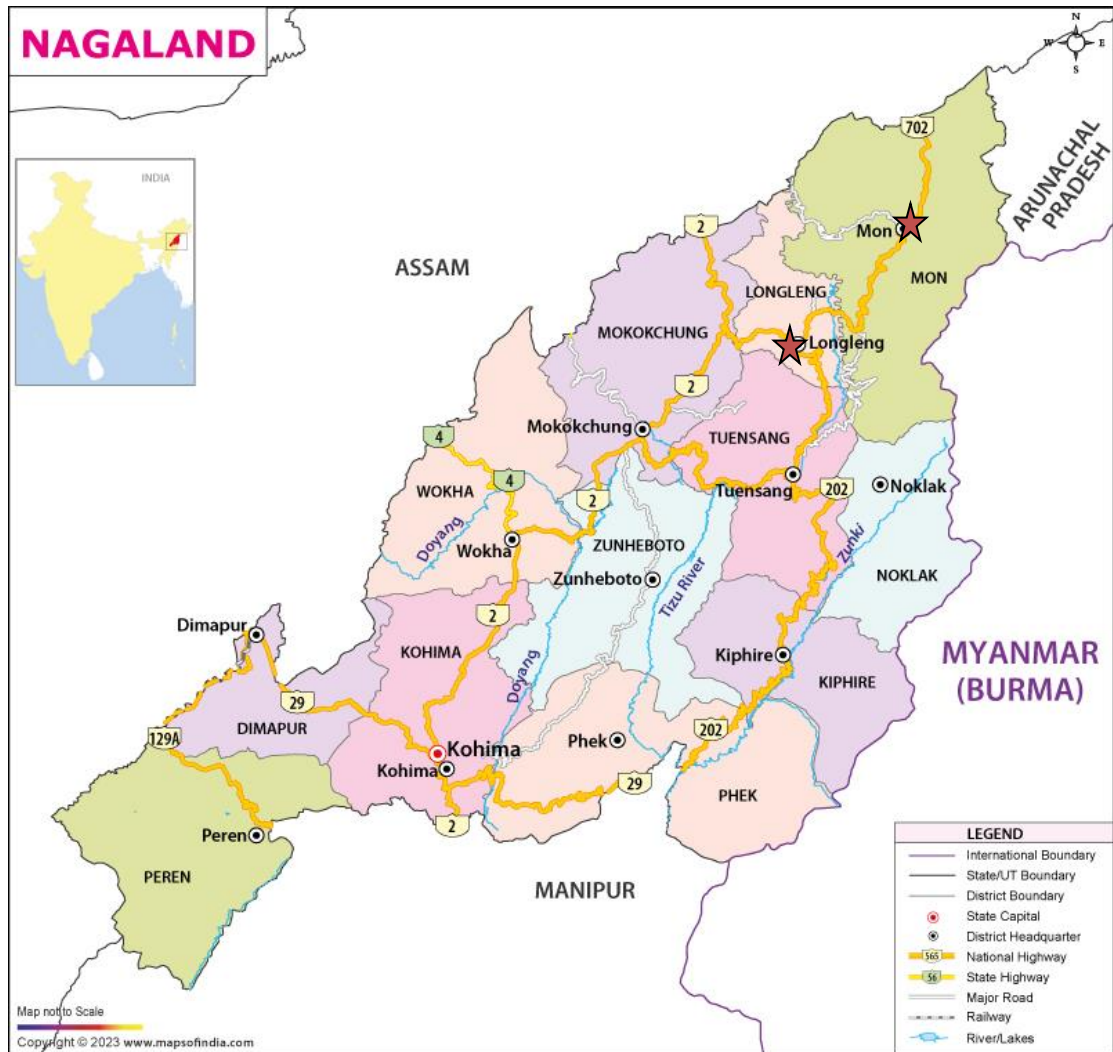 NAGALAND
N
W E
S
INDIA
702
ARUNACHAL
PRADESH
2
Mon
ASSAM
MON
LONGLENG
MOKOKCHUNG
Longleng
2
Mokokchung
TUENSANG
4
WOKHA
4
Tuensang
202
Noklak
2
Doyang
Wokha
ZUNHEBOTO
Zunki
Zunheboto
Tizu River
NOKLAK
2
Dimapur
KOHIMA
Kiphire
MYANMAR
(BURMA)
KIPHIRE
Doyang
29
DIMAPUR
129A
202
Kohima
Phek
Kohima
29
PHEK
2
Peren
PEREN
MANIPUR
LEGEND
International Boundary
State/UT Boundary
District Boundary
State Capital
District Headquarter
565 National Highway
56 State Highway
Major Road
Railway
River/Lakes
Map not to Scale
Copyright © 2023 www.mapsofindia.com